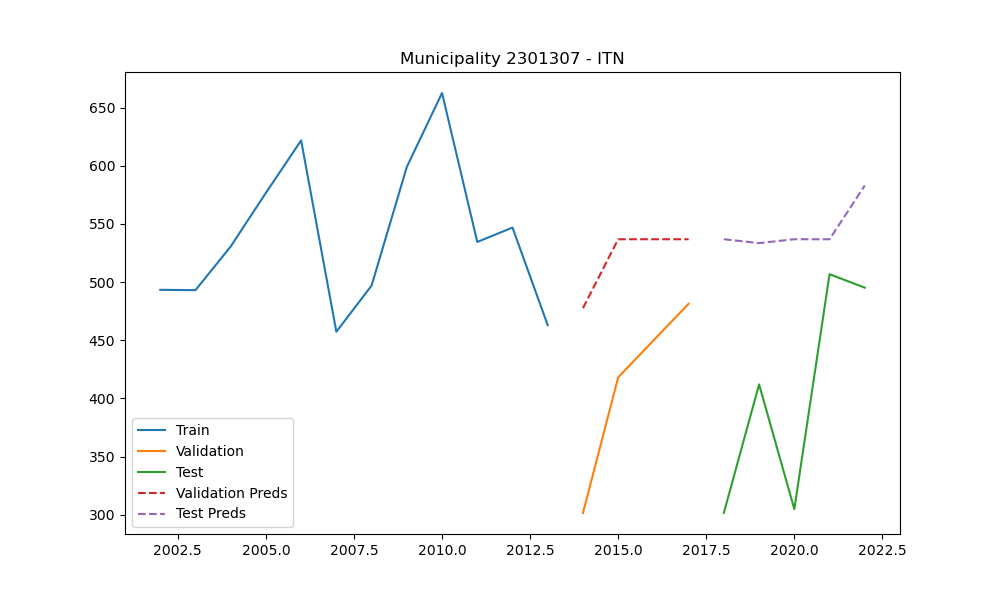 Municipality 2301307 - ITN
650
600
550
500
450
400
350
300
Train
Validation
Test
Validation Preds
Test Preds
2002.5 2005.0 2007.5 2010.0 2012.5 2015.0 2017.5 2020.0 2022.5